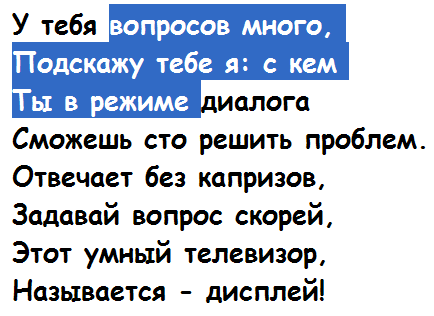 У тебя вопросов много,
Подскажу тебе я: с кем
Ты в режиме диалога
Сможешь сто решить проблем.
Отвечает без капризов,
Задавай вопрос скорей,
Этот умный телевизор,
Называется - дисплей!